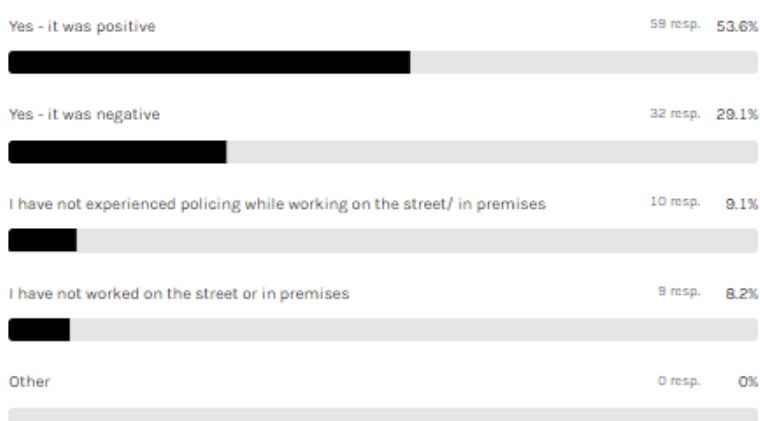 Yes - it was positive 59 resp. 53.6%
Yes - it was negative 32 resp. 29.1%
I have not experienced policing while working on the street/ in premises 10 resp. 9.1%
I have not worked on the street or in premises 9 resp. 8.2%
Other 0 resp. 0%